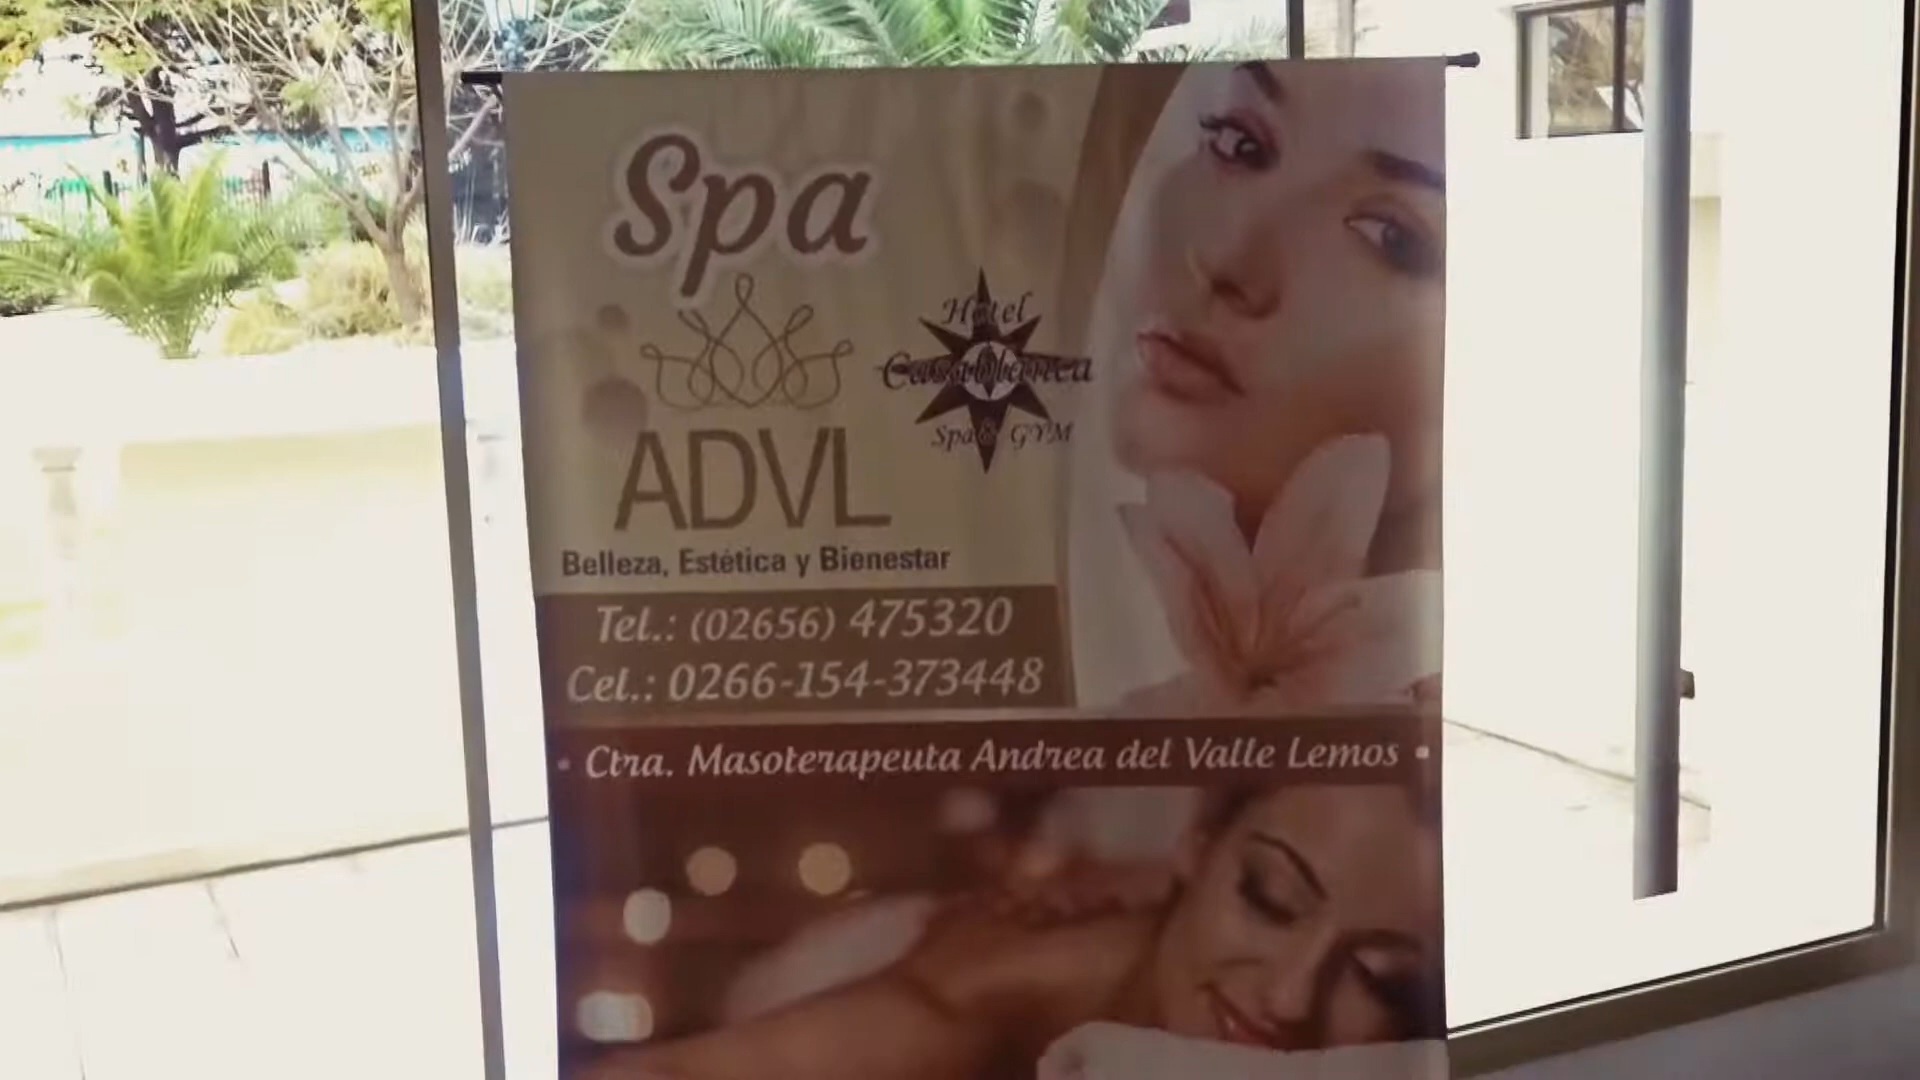 Spa
Hotel
Casablanca
Spa & GYM
ADVL
Belleza, Estética y Bienestar
Tel.: (02656) 475320
Cel.: 0266-154-373448
• Ctra. Masoterapeuta Andrea del Valle Lemos •